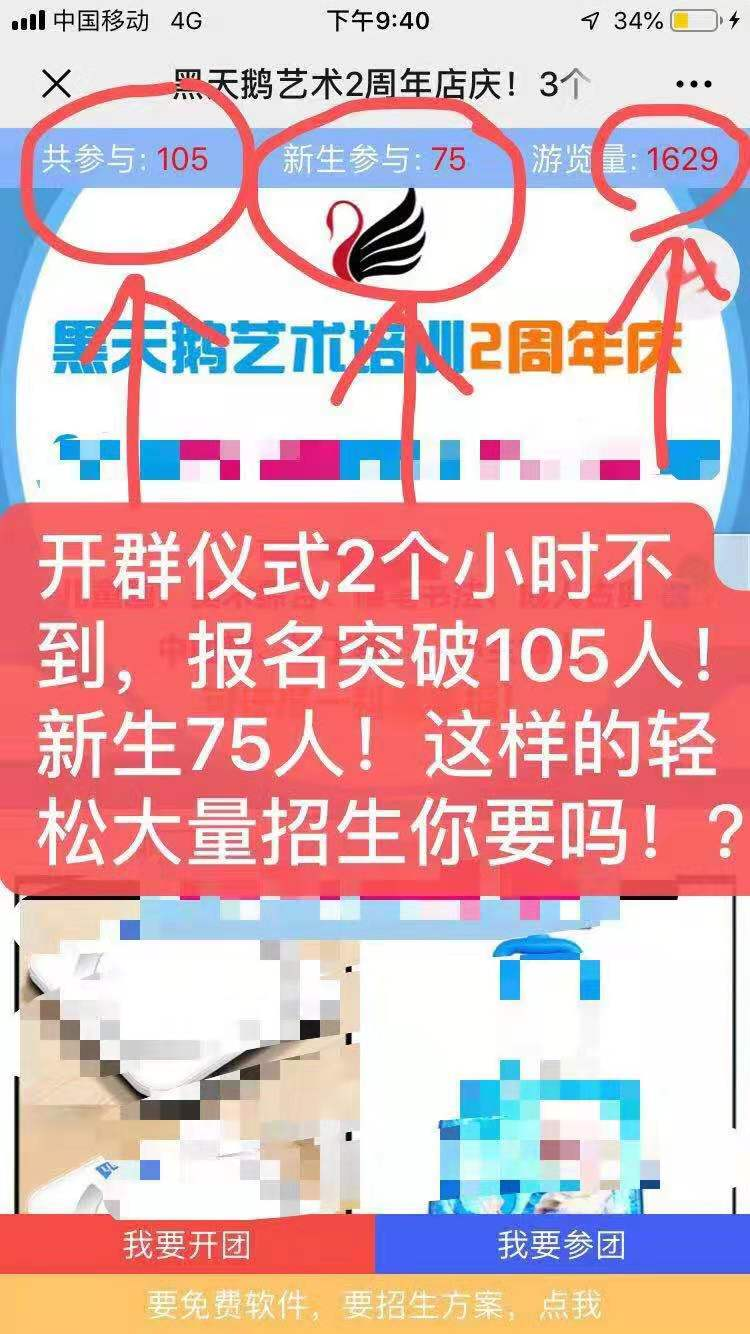 中国移动 4G 下午9:40 34%
黑天鹅艺术2周年店庆！3个
共参与: 105 新生参与: 75 游览量: 1629
黑天鹅艺术培训2周年庆
开群仪式2个小时不
到，报名突破105人！
新生75人！这样的轻
松大量招生你要吗！？
我要开团 我要参团
要免费软件，要招生方案，点我